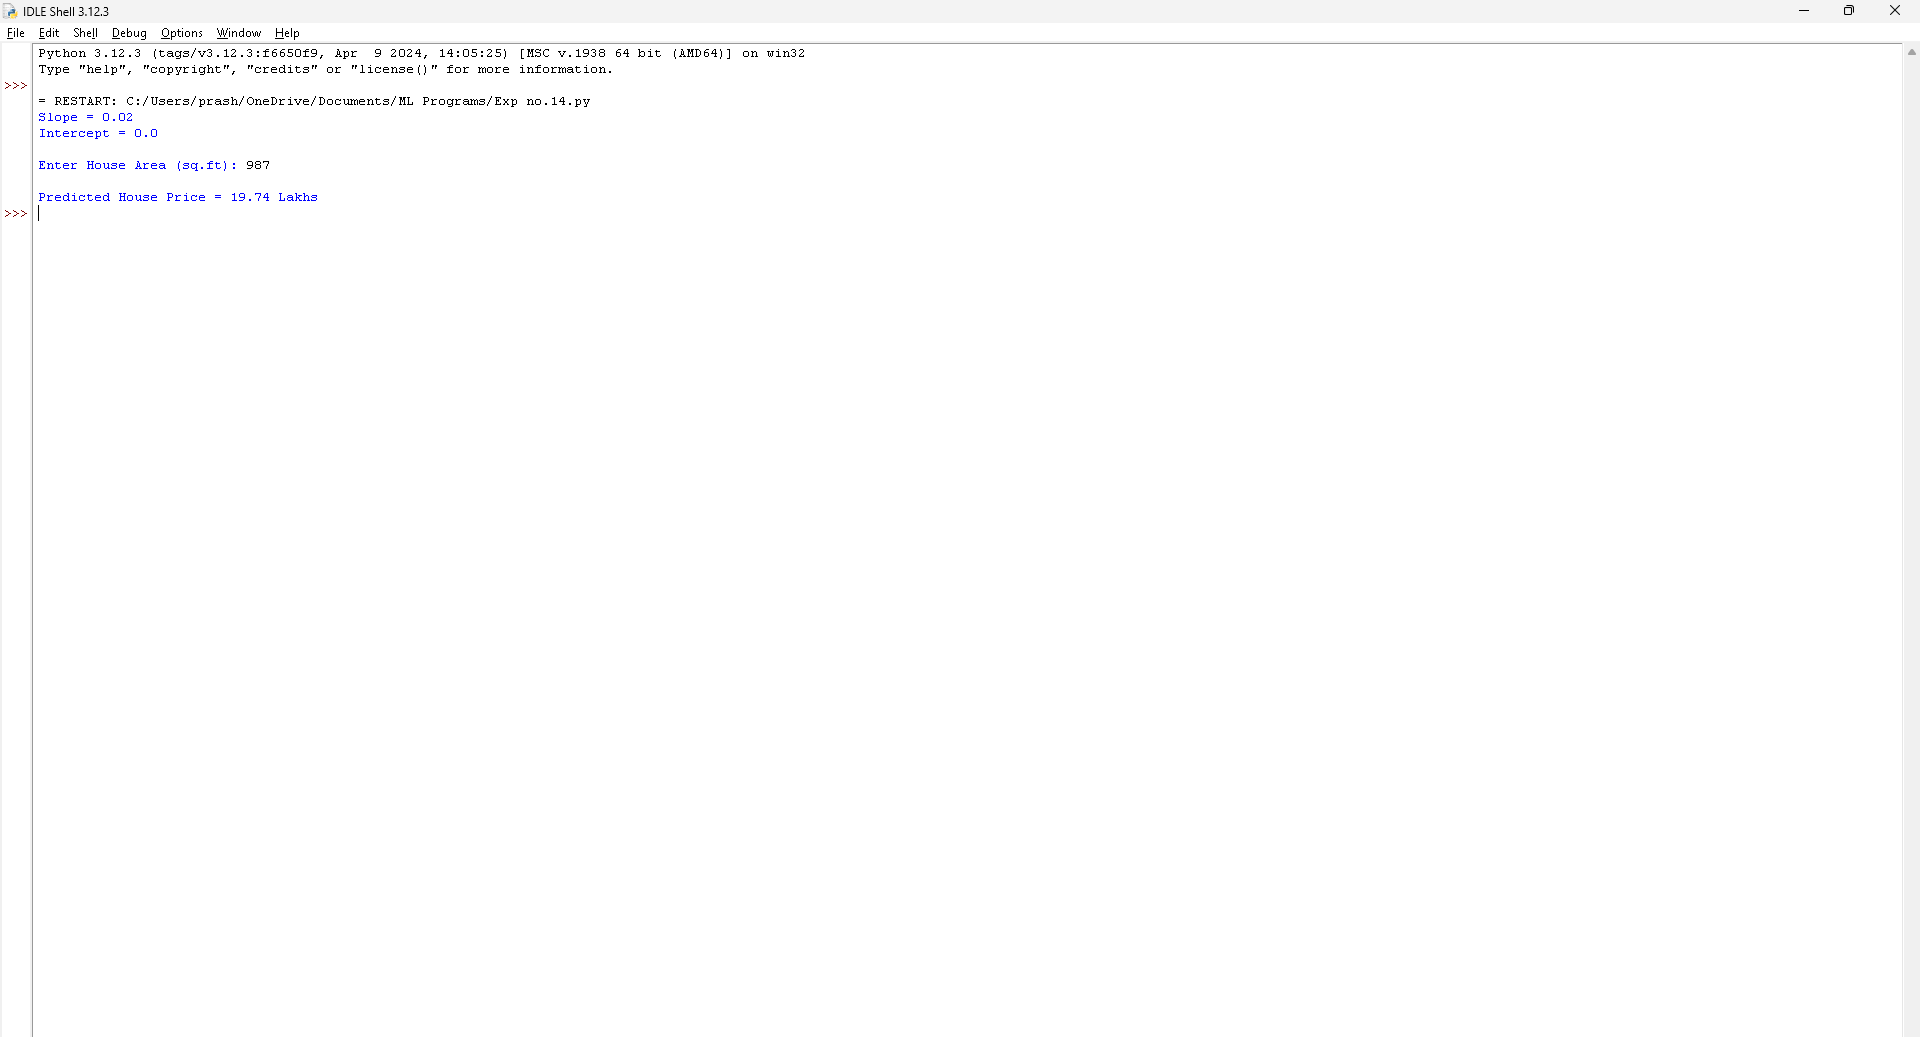 IDLE Shell 3.12.3
File Edit Shell Debug Options Window Help
Python 3.12.3 (tags/v3.12.3:f6650f9, Apr  9 2024, 14:05:25) [MSC v.1938 64 bit (AMD64)] on win32
Type "help", "copyright", "credits" or "license()" for more information.
>>>
= RESTART: C:/Users/prash/OneDrive/Documents/ML Programs/Exp no.14.py
Slope = 0.02
Intercept = 0.0
Enter House Area (sq.ft): 987
Predicted House Price = 19.74 Lakhs
>>>